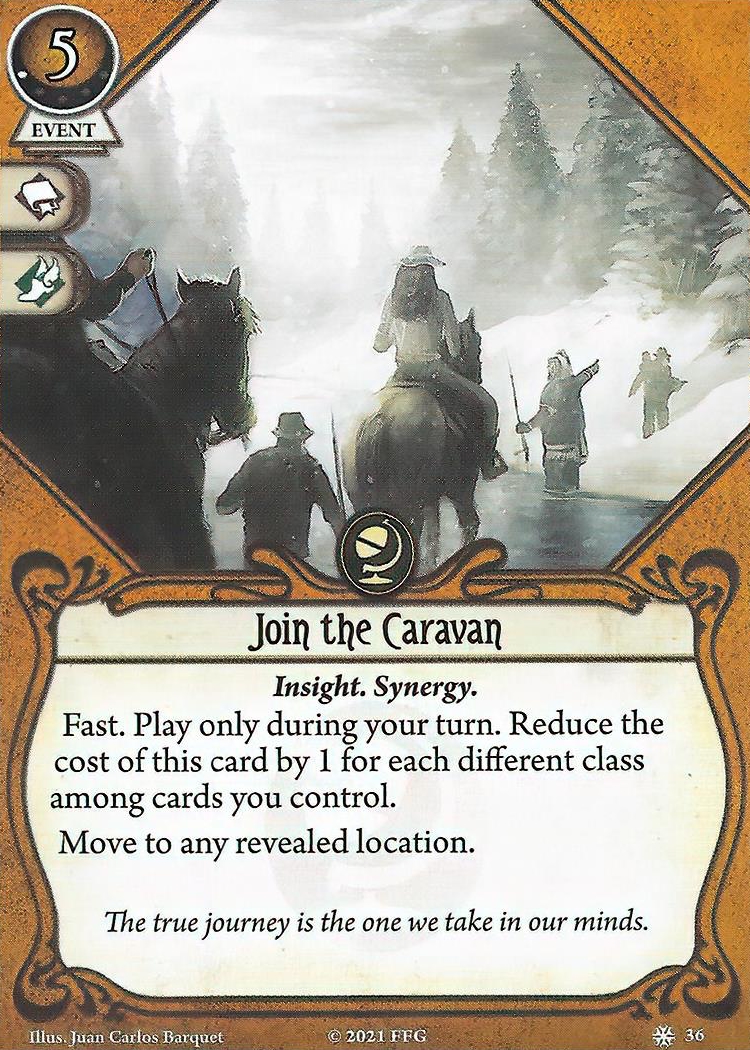 5
EVENT
Join the Caravan
Insight. Synergy.
Fast. Play only during your turn. Reduce the
cost of this card by 1 for each different class
among cards you control.
Move to any revealed location.
The true journey is the one we take in our minds.
Illus. Juan Carlos Barquet
© 2021 FFG
36